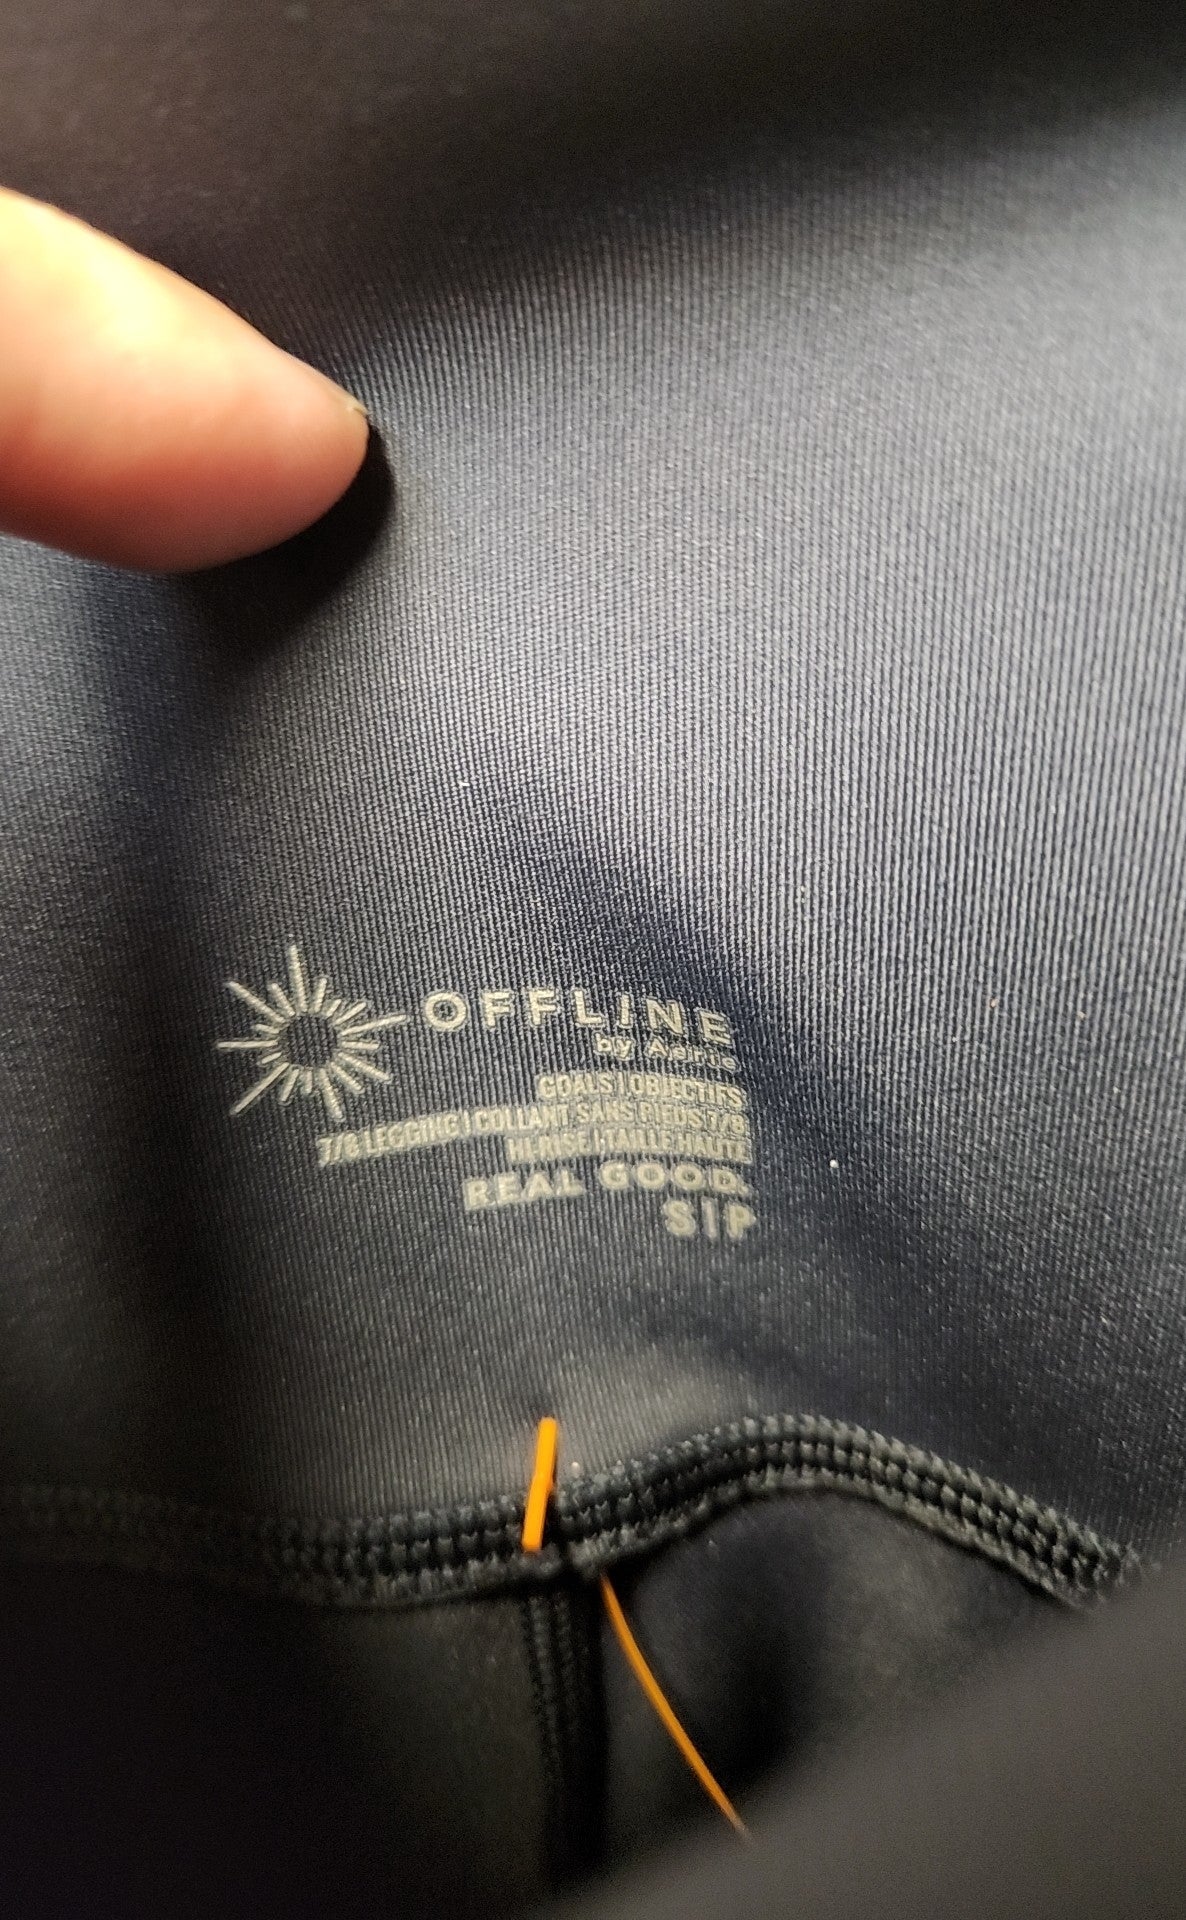 OFFLINE
by Aerie
GOALS | OBJECTIFS
7/8 LEGGING | COLLANT SANS PIEDS 7/8
HI-RISE | TAILLE HAUTE
REAL GOOD.
S | P